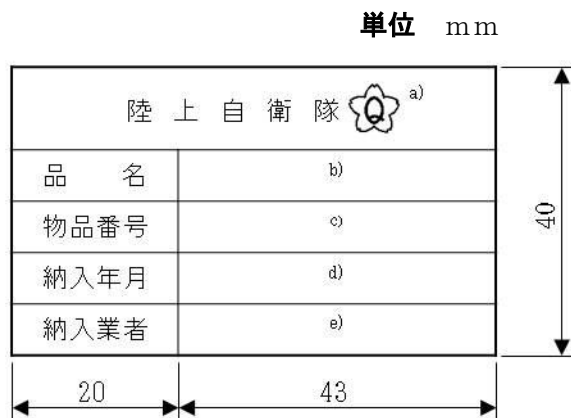 単位 mm
陸上自衛隊 Q a)
品 名 b)
物品番号 c)
納入年月 d)
納入業者 e)
40
20 43